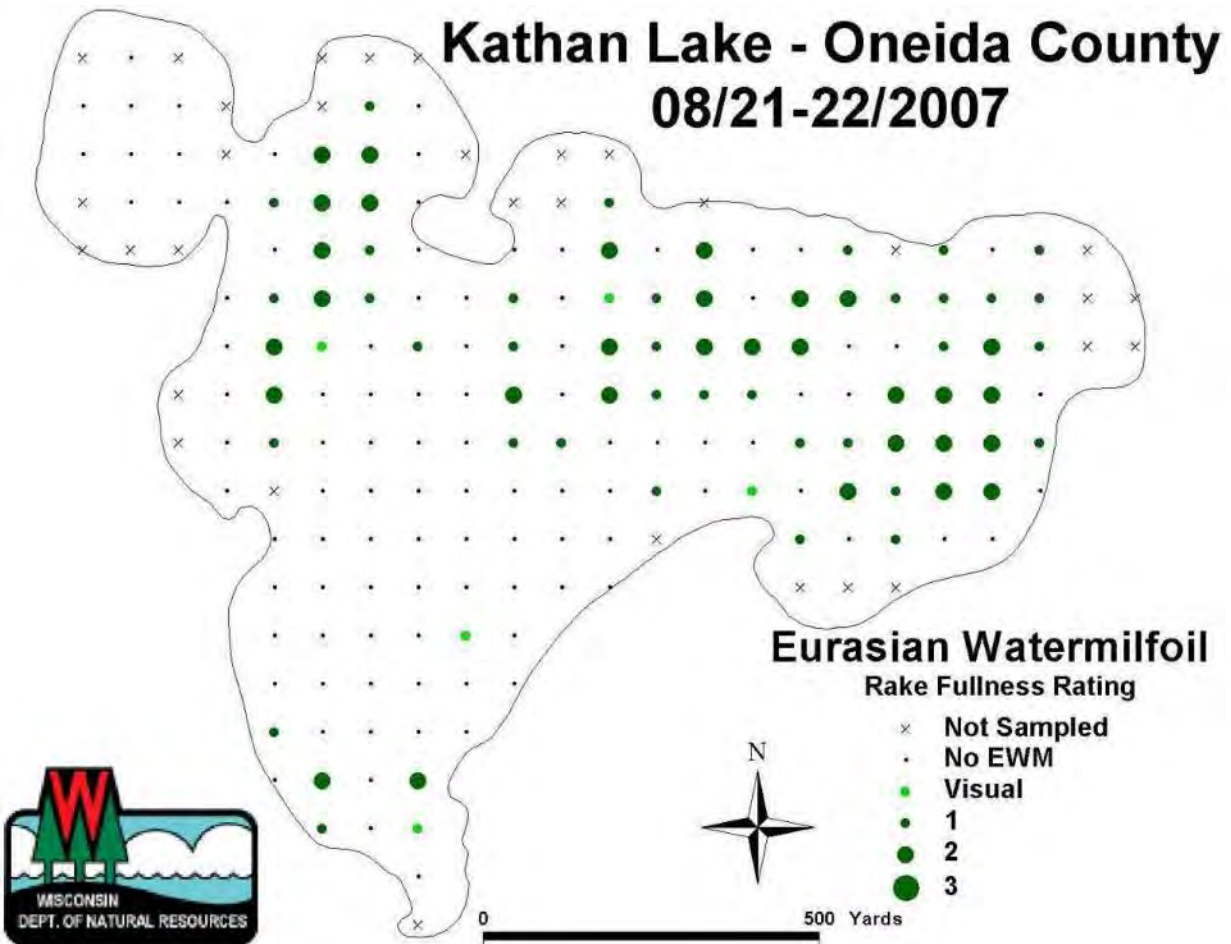 Kathan Lake - Oneida County
08/21-22/2007
Eurasian Watermilfoil
Rake Fullness Rating
Not Sampled
No EWM
Visual
1
2
3
N
0 500 Yards
W
WISCONSIN
DEPT. OF NATURAL RESOURCES